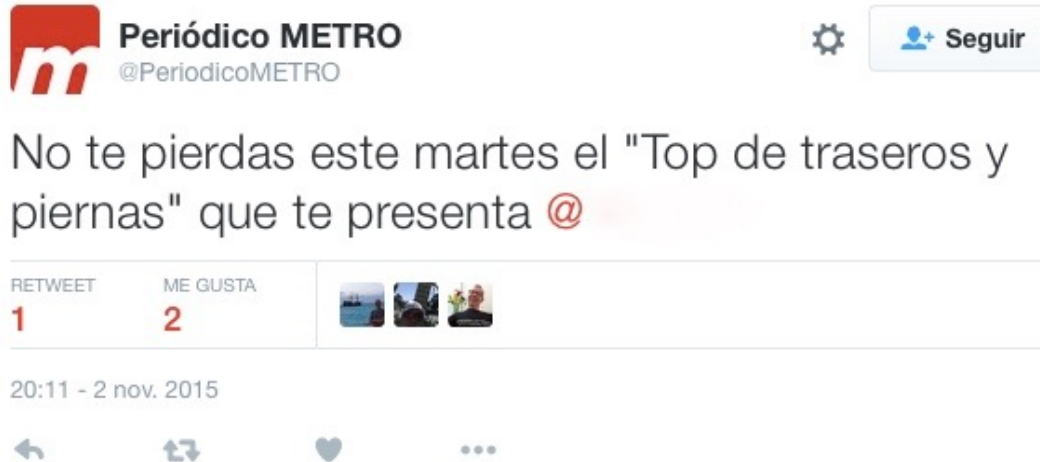 m
Periódico METRO
@PeriodicoMETRO
Seguir
No te pierdas este martes el "Top de traseros y
piernas" que te presenta @
RETWEET
ME GUSTA
1
2
20:11 - 2 nov. 2015